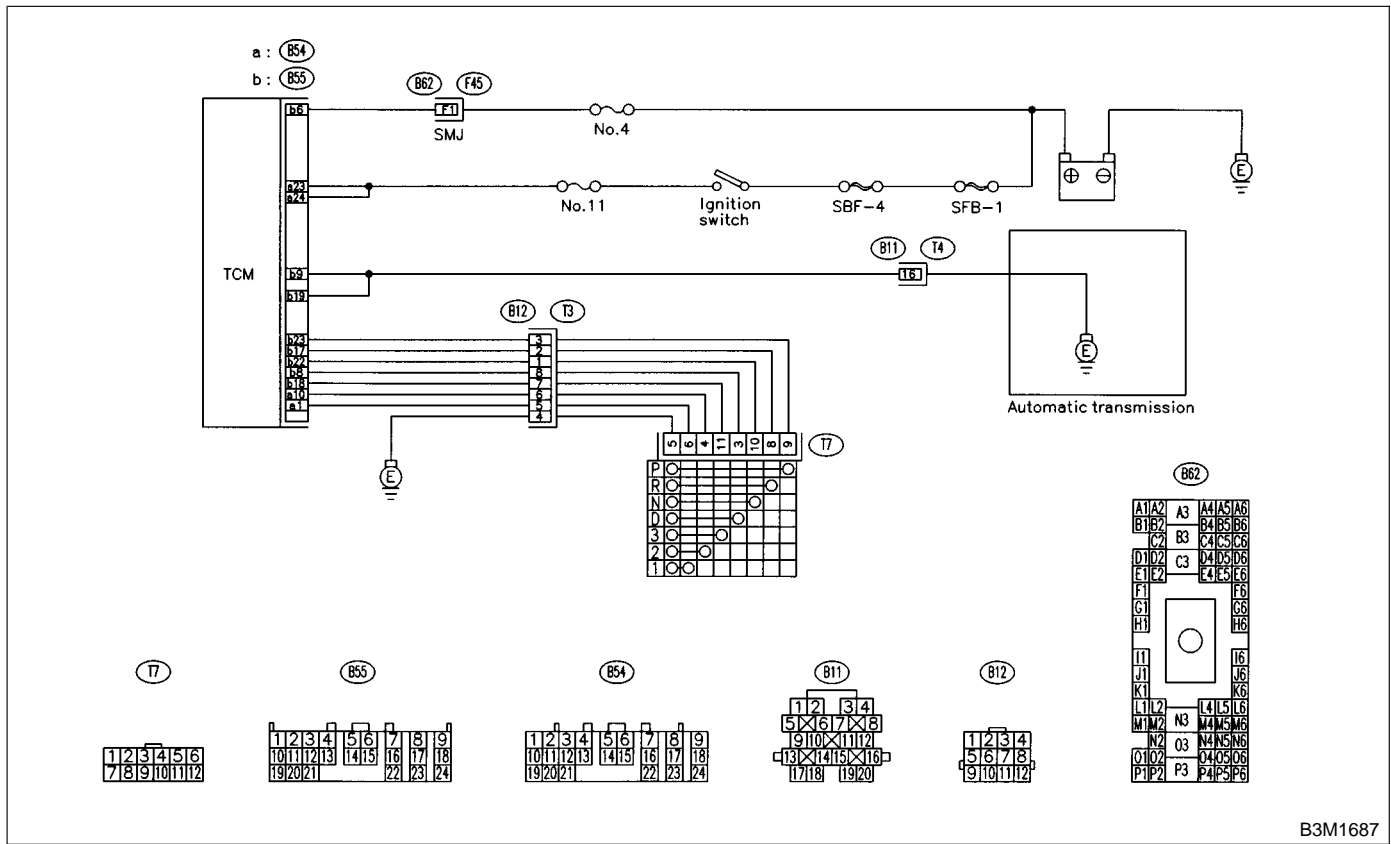 a : B54
b : B55
B62 F45
b6 F1
SMJ
No.4
a23
a24
No.11
Ignition
switch
SBF-4
SFB-1
⊕ ⊖
E
TCM
b9
b19
B11 T4
16
E
Automatic transmission
B12 T3
b23 3
b17 2
b22 1
b8 8
b18 7
a10 6
a1 5
4
E
5 6 4 11 3 10 8 9
T7
P
R
N
D
3
2
1
B62
A1 A2 A3 A4 A5 A6
B1 B2 B3 B4 B5 B6
C2 C3 C4 C5 C6
D1 D2 D4 D5 D6
E1 E2 E4 E5 E6
F1 F6
G1 G6
H1 H6
I1 I6
J1 J6
K1 K6
L1 L2 L4 L5 L6
M1 M2 N3 M4 M5 M6
N2 O3 N4 N5 N6
O1 O2 O4 O5 O6
P1 P2 P3 P4 P5 P6
T7
1 2 3 4 5 6
7 8 9 10 11 12
B55
1 2 3 4 5 6 7 8 9
10 11 12 13 14 15 16 17 18
19 20 21 22 23 24
B54
1 2 3 4 5 6 7 8 9
10 11 12 13 14 15 16 17 18
19 20 21 22 23 24
B11
1 2 3 4
5 6 7 8
9 10 11 12
13 14 15 16
17 18 19 20
B12
1 2 3 4
5 6 7 8
9 10 11 12
B3M1687